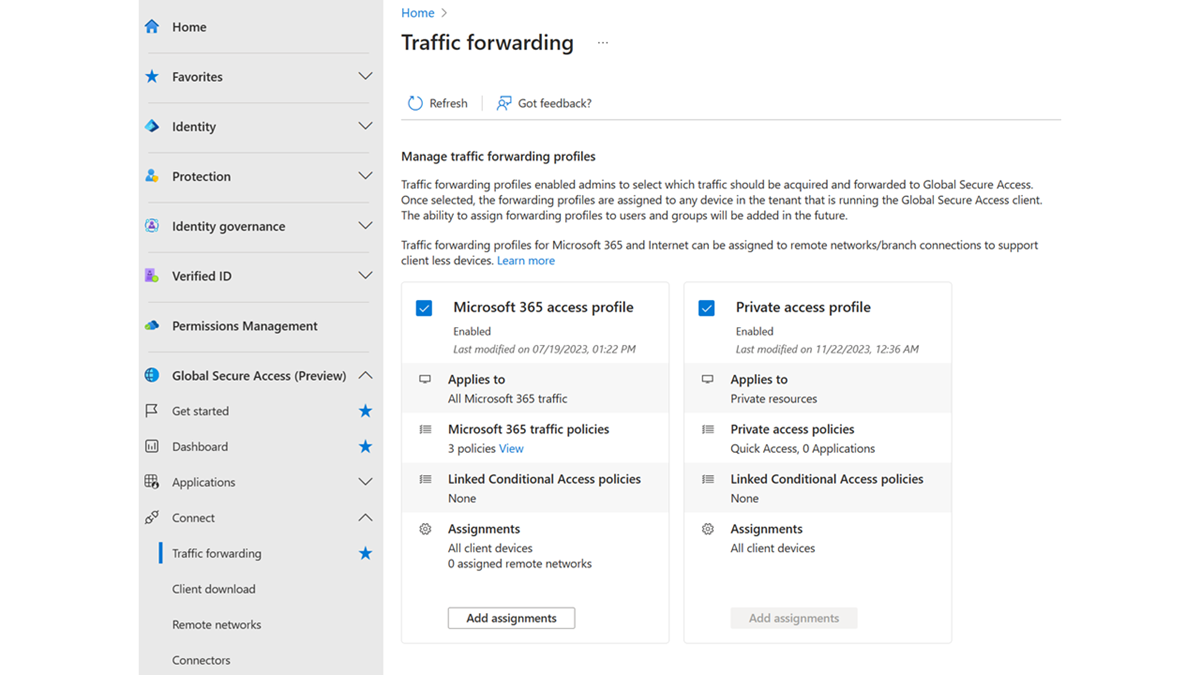 Home
Favorites
Identity
Protection
Identity governance
Verified ID
Permissions Management
Global Secure Access (Preview)
Get started
Dashboard
Applications
Connect
Traffic forwarding
Client download
Remote networks
Connectors
Home >
Traffic forwarding ...
Refresh
Got feedback?
Manage traffic forwarding profiles
Traffic forwarding profiles enabled admins to select which traffic should be acquired and forwarded to Global Secure Access.
Once selected, the forwarding profiles are assigned to any device in the tenant that is running the Global Secure Access client.
The ability to assign forwarding profiles to users and groups will be added in the future.
Traffic forwarding profiles for Microsoft 365 and Internet can be assigned to remote networks/branch connections to support
client less devices. Learn more
Microsoft 365 access profile
Enabled
Last modified on 07/19/2023, 01:22 PM
Applies to
All Microsoft 365 traffic
Microsoft 365 traffic policies
3 policies View
Linked Conditional Access policies
None
Assignments
All client devices
0 assigned remote networks
Add assignments
Private access profile
Enabled
Last modified on 11/22/2023, 12:36 AM
Applies to
Private resources
Private access policies
Quick Access, 0 Applications
Linked Conditional Access policies
None
Assignments
All client devices
Add assignments